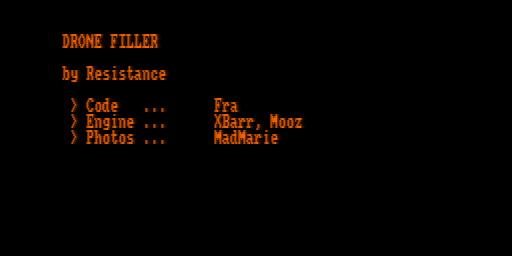 DRONE FILLER
by Resistance
> Code ... Fra
> Engine ... XBarr, Mooz
> Photos ... MadMarie